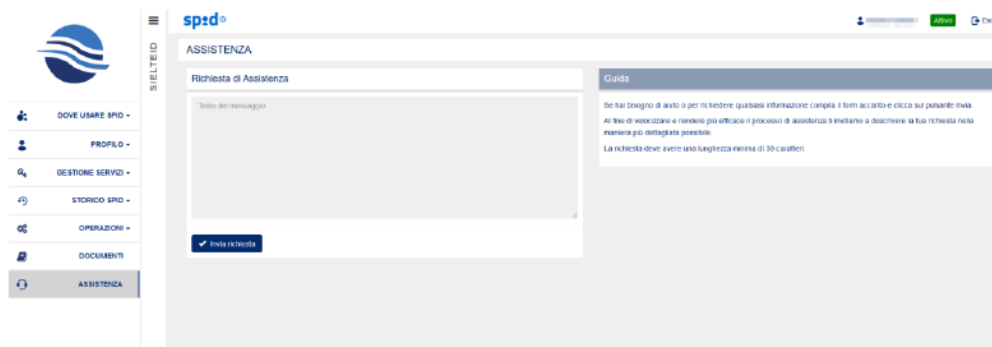 spid
Attivo
Es
SIELTEID
ASSISTENZA
Richiesta di Assistenza
Guida
Testo del messaggio
Se hai bisogno di aiuto o per richiedere qualsiasi informazione compila il form accanto e clicca sul pulsante Invia.
Al fine di velocizzare e rendere più efficace il processo di assistenza ti invitiamo a descrivere la tua richiesta nella
maniera più dettagliata possibile.
La richiesta deve avere una lunghezza minima di 30 caratteri
DOVE USARE SPID
PROFILO
GESTIONE SERVIZI
STORICO SPID
OPERAZIONI
DOCUMENTI
ASSISTENZA
Invia richiesta